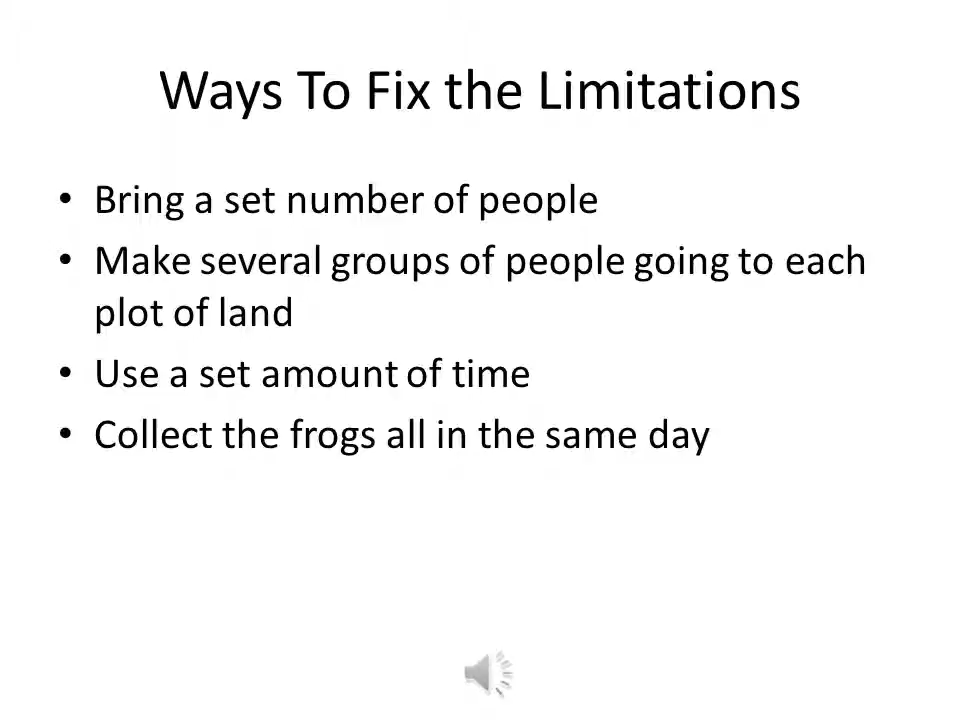 Ways To Fix the Limitations
• Bring a set number of people
• Make several groups of people going to each
plot of land
• Use a set amount of time
• Collect the frogs all in the same day